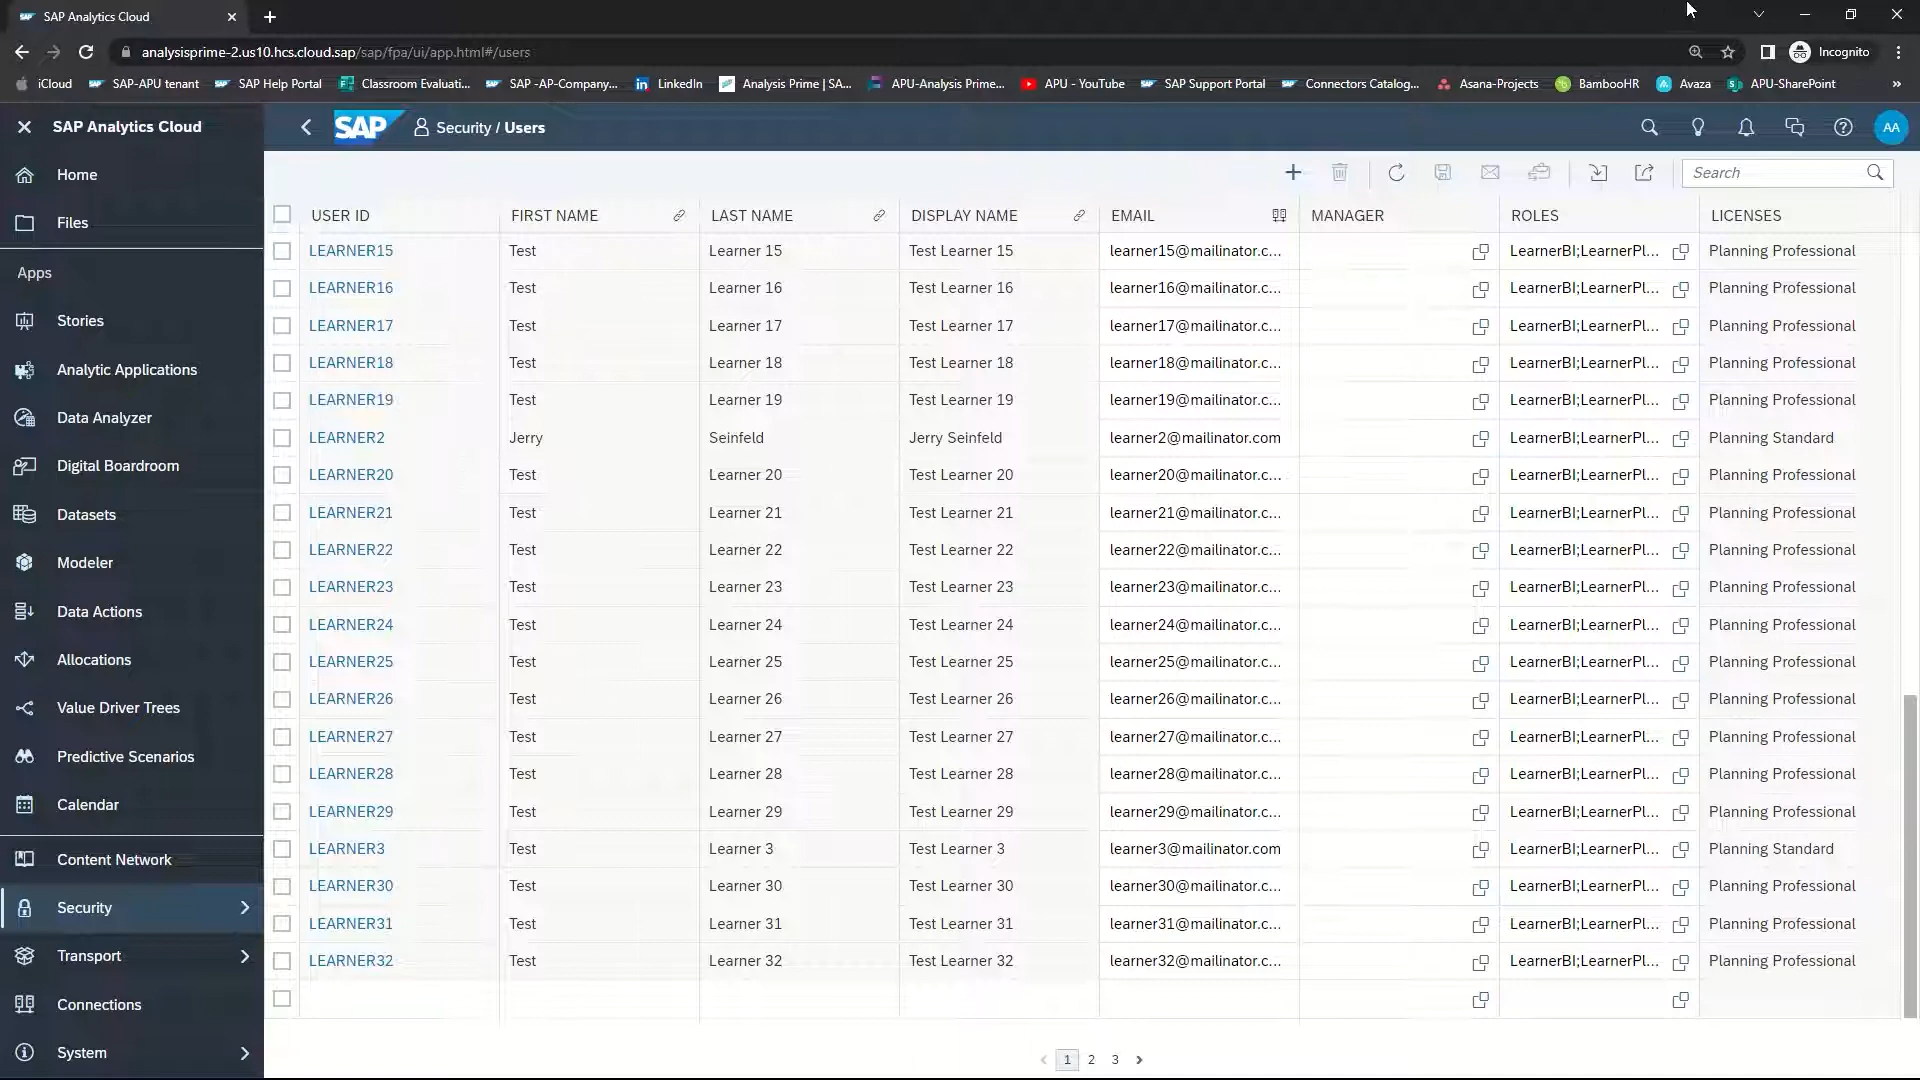 SAP SAP Analytics Cloud
analysisprime-2.us10.hcs.cloud.sap/sap/fpa/ui/app.html#/users Incognito
iCloud SAP-APU tenant SAP Help Portal Classroom Evaluati... SAP -AP-Company... LinkedIn Analysis Prime | SA... APU-Analysis Prime... APU - YouTube SAP Support Portal Connectors Catalog... Asana-Projects BambooHR Avaza APU-SharePoint »
SAP Analytics Cloud SAP Security / Users AA
Home
Files
Apps
Stories
Analytic Applications
Data Analyzer
Digital Boardroom
Datasets
Modeler
Data Actions
Allocations
Value Driver Trees
Predictive Scenarios
Calendar
Content Network
Security
Transport
Connections
System
Search
USER ID FIRST NAME LAST NAME DISPLAY NAME EMAIL MANAGER ROLES LICENSES
LEARNER15 Test Learner 15 Test Learner 15 learner15@mailinator.c... LearnerBI;LearnerPl... Planning Professional
LEARNER16 Test Learner 16 Test Learner 16 learner16@mailinator.c... LearnerBI;LearnerPl... Planning Professional
LEARNER17 Test Learner 17 Test Learner 17 learner17@mailinator.c... LearnerBI;LearnerPl... Planning Professional
LEARNER18 Test Learner 18 Test Learner 18 learner18@mailinator.c... LearnerBI;LearnerPl... Planning Professional
LEARNER19 Test Learner 19 Test Learner 19 learner19@mailinator.c... LearnerBI;LearnerPl... Planning Professional
LEARNER2 Jerry Seinfeld Jerry Seinfeld learner2@mailinator.com LearnerBI;LearnerPl... Planning Standard
LEARNER20 Test Learner 20 Test Learner 20 learner20@mailinator.c... LearnerBI;LearnerPl... Planning Professional
LEARNER21 Test Learner 21 Test Learner 21 learner21@mailinator.c... LearnerBI;LearnerPl... Planning Professional
LEARNER22 Test Learner 22 Test Learner 22 learner22@mailinator.c... LearnerBI;LearnerPl... Planning Professional
LEARNER23 Test Learner 23 Test Learner 23 learner23@mailinator.c... LearnerBI;LearnerPl... Planning Professional
LEARNER24 Test Learner 24 Test Learner 24 learner24@mailinator.c... LearnerBI;LearnerPl... Planning Professional
LEARNER25 Test Learner 25 Test Learner 25 learner25@mailinator.c... LearnerBI;LearnerPl... Planning Professional
LEARNER26 Test Learner 26 Test Learner 26 learner26@mailinator.c... LearnerBI;LearnerPl... Planning Professional
LEARNER27 Test Learner 27 Test Learner 27 learner27@mailinator.c... LearnerBI;LearnerPl... Planning Professional
LEARNER28 Test Learner 28 Test Learner 28 learner28@mailinator.c... LearnerBI;LearnerPl... Planning Professional
LEARNER29 Test Learner 29 Test Learner 29 learner29@mailinator.c... LearnerBI;LearnerPl... Planning Professional
LEARNER3 Test Learner 3 Test Learner 3 learner3@mailinator.com LearnerBI;LearnerPl... Planning Standard
LEARNER30 Test Learner 30 Test Learner 30 learner30@mailinator.c... LearnerBI;LearnerPl... Planning Professional
LEARNER31 Test Learner 31 Test Learner 31 learner31@mailinator.c... LearnerBI;LearnerPl... Planning Professional
LEARNER32 Test Learner 32 Test Learner 32 learner32@mailinator.c... LearnerBI;LearnerPl... Planning Professional
1 2 3